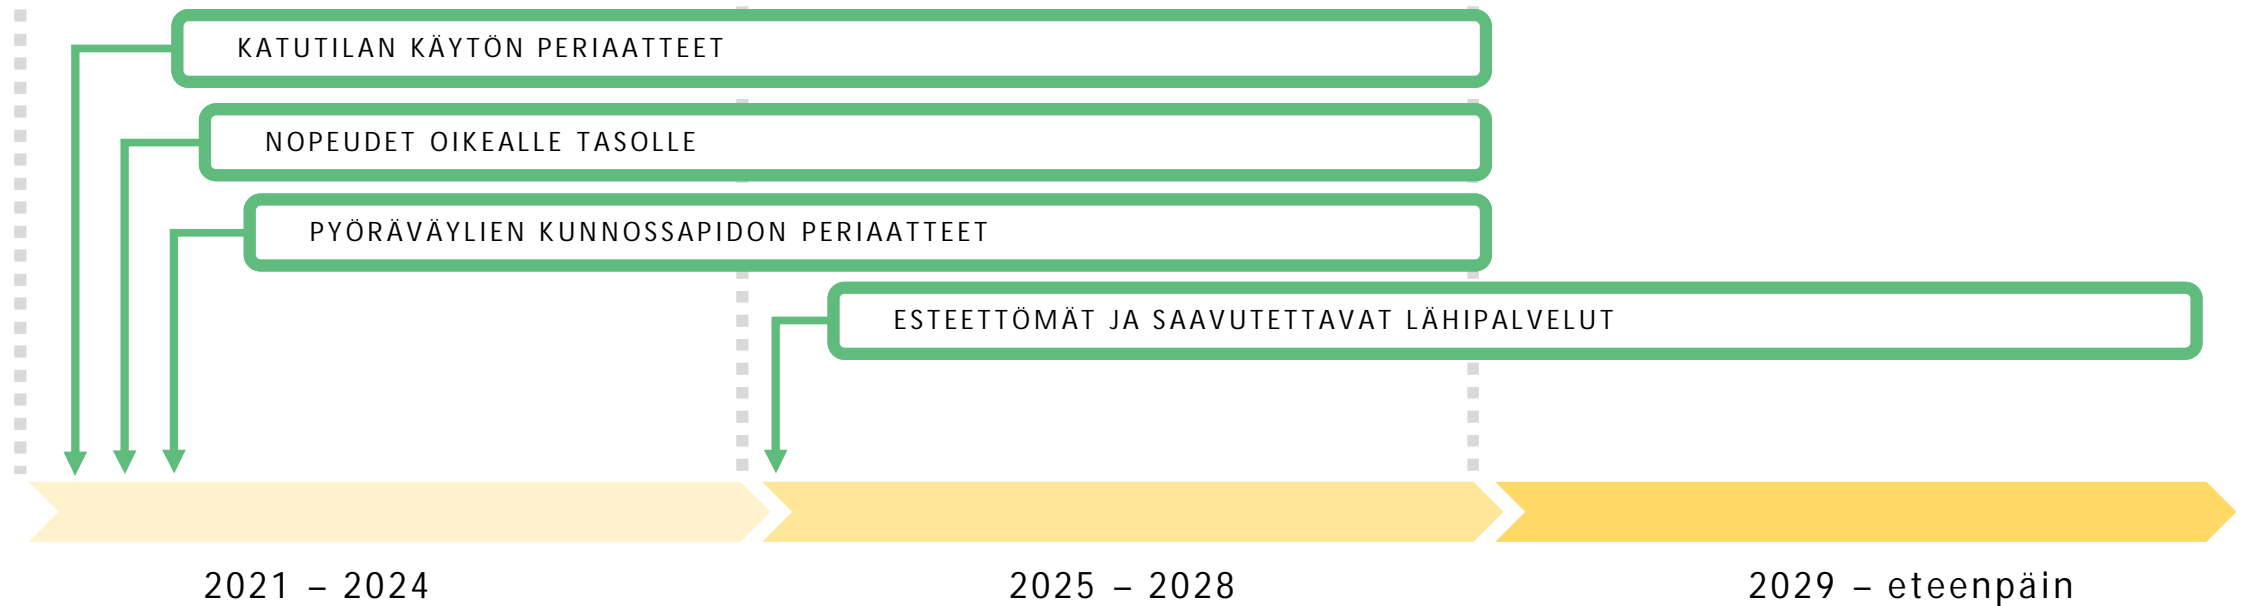 KATUTILAN KÄYTÖN PERIAATTEET
NOPEUDET OIKEALLE TASOLLE
PYÖRÄVÄYLIEN KUNNOSSAPIDON PERIAATTEET
ESTEETTÖMÄT JA SAAVUTETTAVAT LÄHIPALVELUT
2021 – 2024
2025 – 2028
2029 – eteenpäin